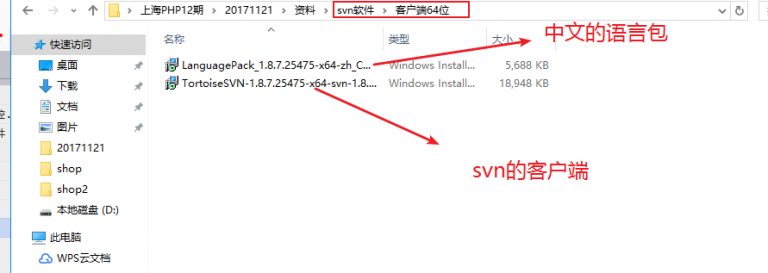 上海PHP12期 > 20171121 > 资料 > svn软件 > 客户端64位
中文的语言包
快速访问
名称
类型
大小
桌面
LanguagePack_1.8.7.25475-x64-zh_C...
Windows Install...
5,688 KB
下载
TortoiseSVN-1.8.7.25475-x64-svn-1.8....
Windows Install...
18,948 KB
文档
图片
20171121
svn的客户端
shop
shop2
本地磁盘 (D:)
此电脑
WPS云文档